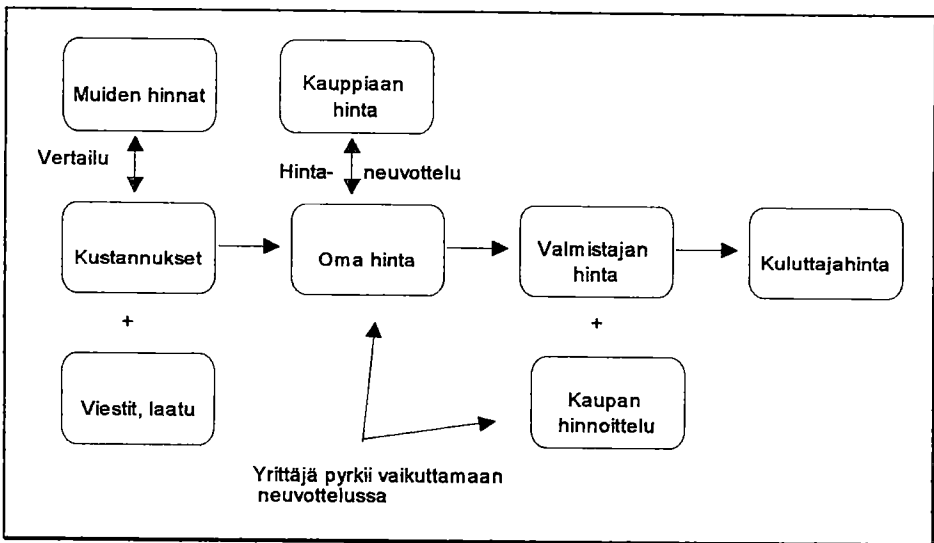 Muiden hinnat
Kauppiaan
hinta
Vertailu
Hinta- neuvottelu
Kustannukset
Oma hinta
Valmistajan
hinta
Kuluttajahinta
+
+
Viestit, laatu
Kaupan
hinnoittelu
Yrittäjä pyrkii vaikuttamaan
neuvottelussa